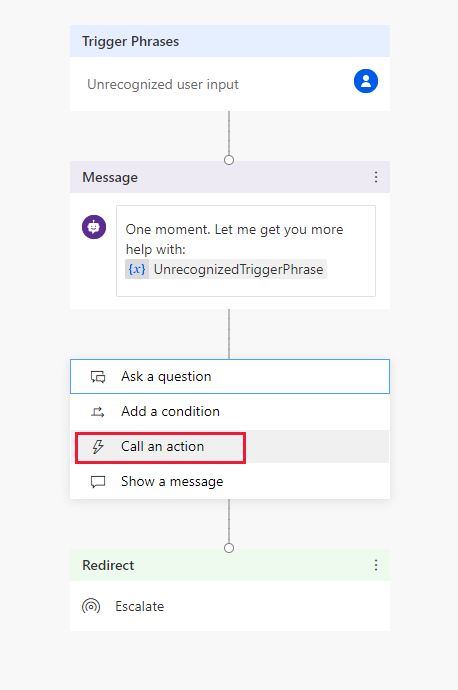 Trigger Phrases
Unrecognized user input
Message
One moment. Let me get you more
help with:
{x} UnrecognizedTriggerPhrase
Ask a question
Add a condition
Call an action
Show a message
Redirect
Escalate